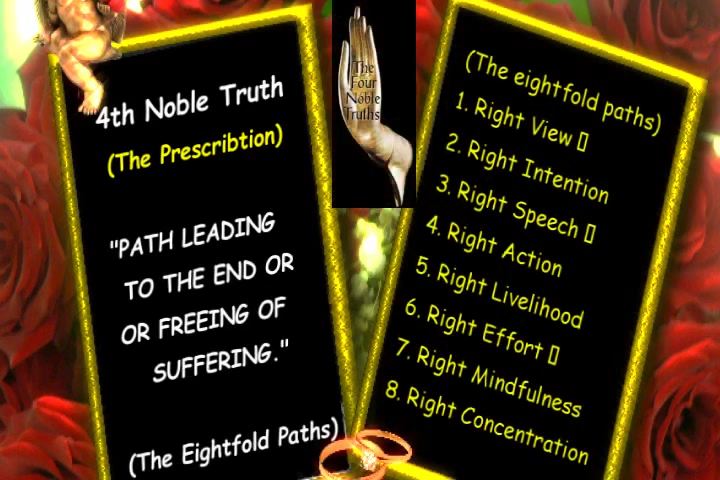 4th Noble Truth
(The Prescribtion)
"PATH LEADING
TO THE END OR
OR FREEING OF
SUFFERING."
(The Eightfold Paths)
The
Four
Noble
Truths
(The eightfold paths)
1. Right View ▯
2. Right Intention
3. Right Speech ▯
4. Right Action
5. Right Livelihood
6. Right Effort ▯
7. Right Mindfulness
8. Right Concentration